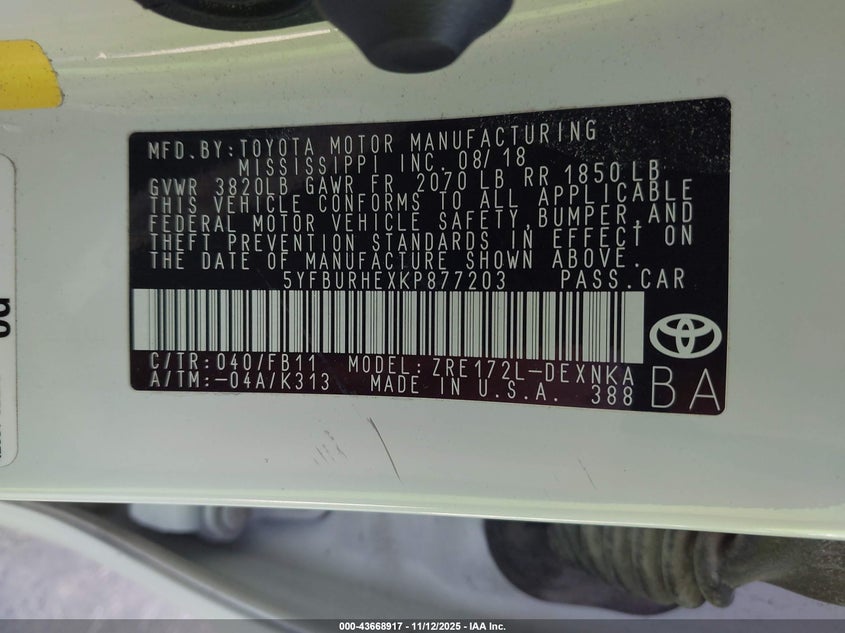 MFD.BY:TOYOTA MOTOR MANUFACTURING
MISSISSIPPI INC. 08/18
GVWR 3820LB GAWR FR 2070 LB RR 1850 LB
THIS VEHICLE CONFORMS TO ALL APPLICABLE
FEDERAL MOTOR VEHICLE SAFETY,BUMPER,AND
THEFT PREVENTION STANDARDS IN EFFECT ON
THE DATE OF MANUFACTURE SHOWN ABOVE.
5YFBURHEXKP877203 PASS.CAR
C/TR:040/FB11 MODEL:ZRE172L-DEXNKA
A/TM:-04A/K313 MADE IN U.S.A. 388
BA
000-43668917 - 11/12/2025 - IAA Inc.